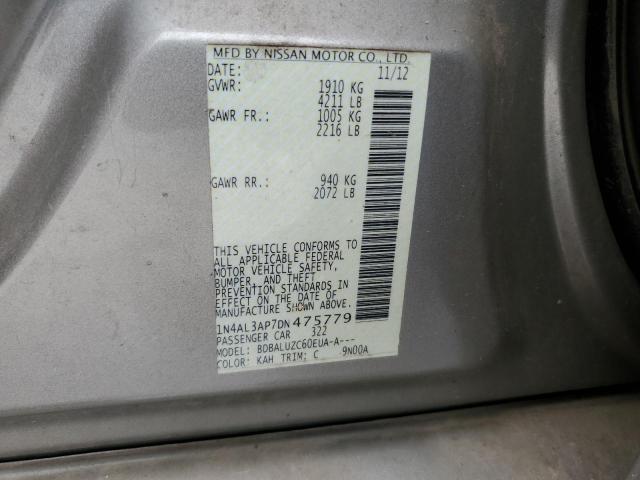 MFD BY NISSAN MOTOR CO., LTD.
DATE: 11/12
GVWR: 1910 KG
4211 LB
GAWR FR.: 1005 KG
2216 LB
GAWR RR.: 940 KG
2072 LB
THIS VEHICLE CONFORMS TO
ALL APPLICABLE FEDERAL
MOTOR VEHICLE SAFETY,
BUMPER, AND THEFT
PREVENTION STANDARDS IN
EFFECT ON THE DATE OF
MANUFACTURE SHOWN ABOVE.
1N4AL3AP7DN475779
PASSENGER CAR 322
MODEL: BDBALUZC60EUA-A---
COLOR: KAH TRIM: C 9N00A